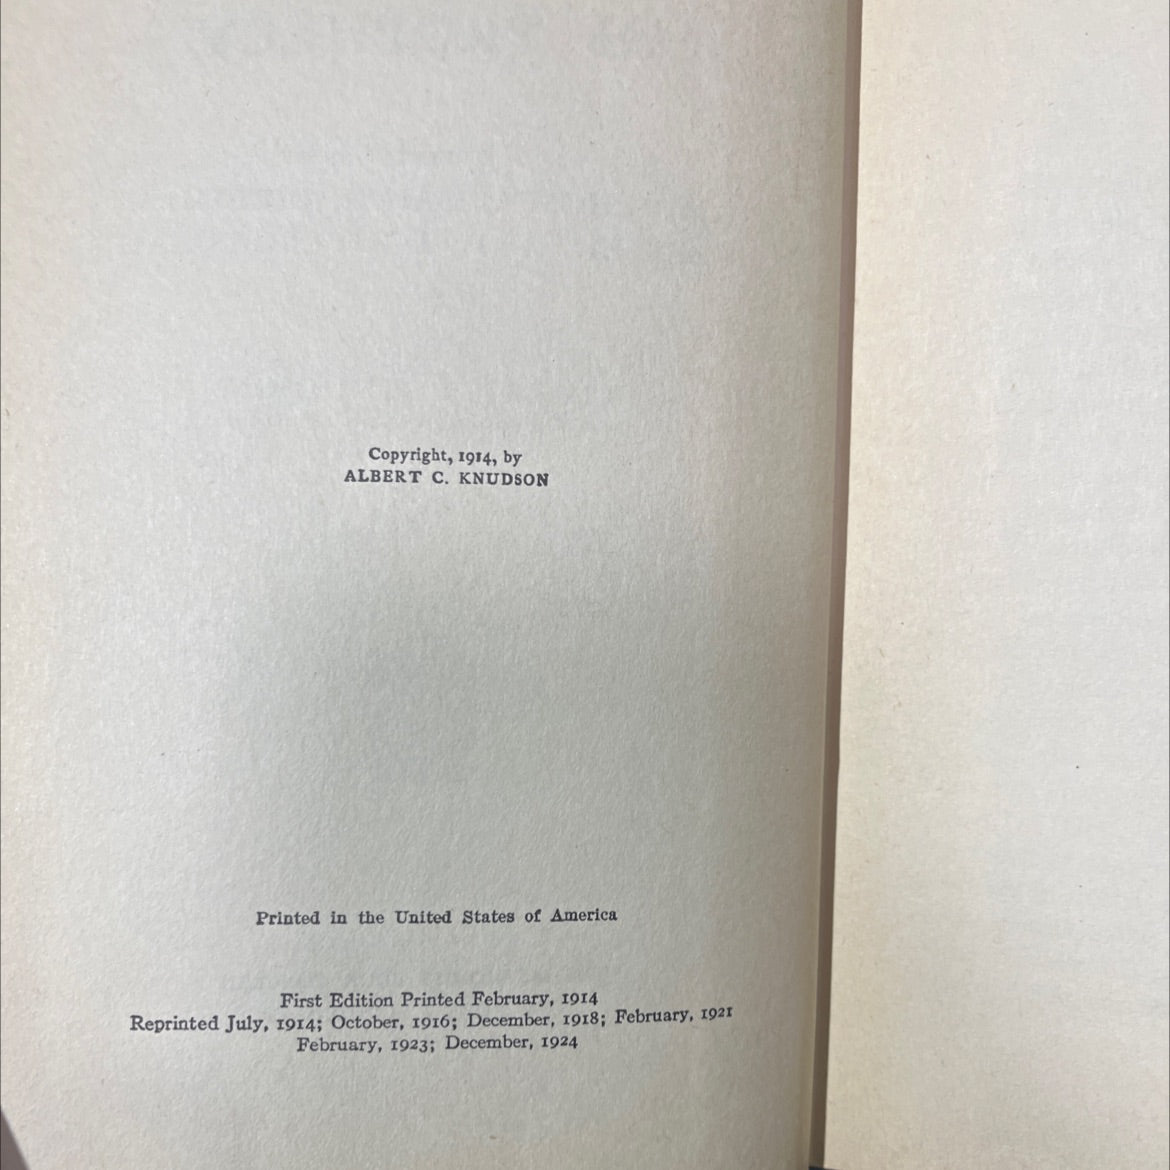 Copyright, 1914, by
ALBERT C. KNUDSON
Printed in the United States of America
First Edition Printed February, 1914
Reprinted July, 1914; October, 1916; December, 1918; February, 1921
February, 1923; December, 1924